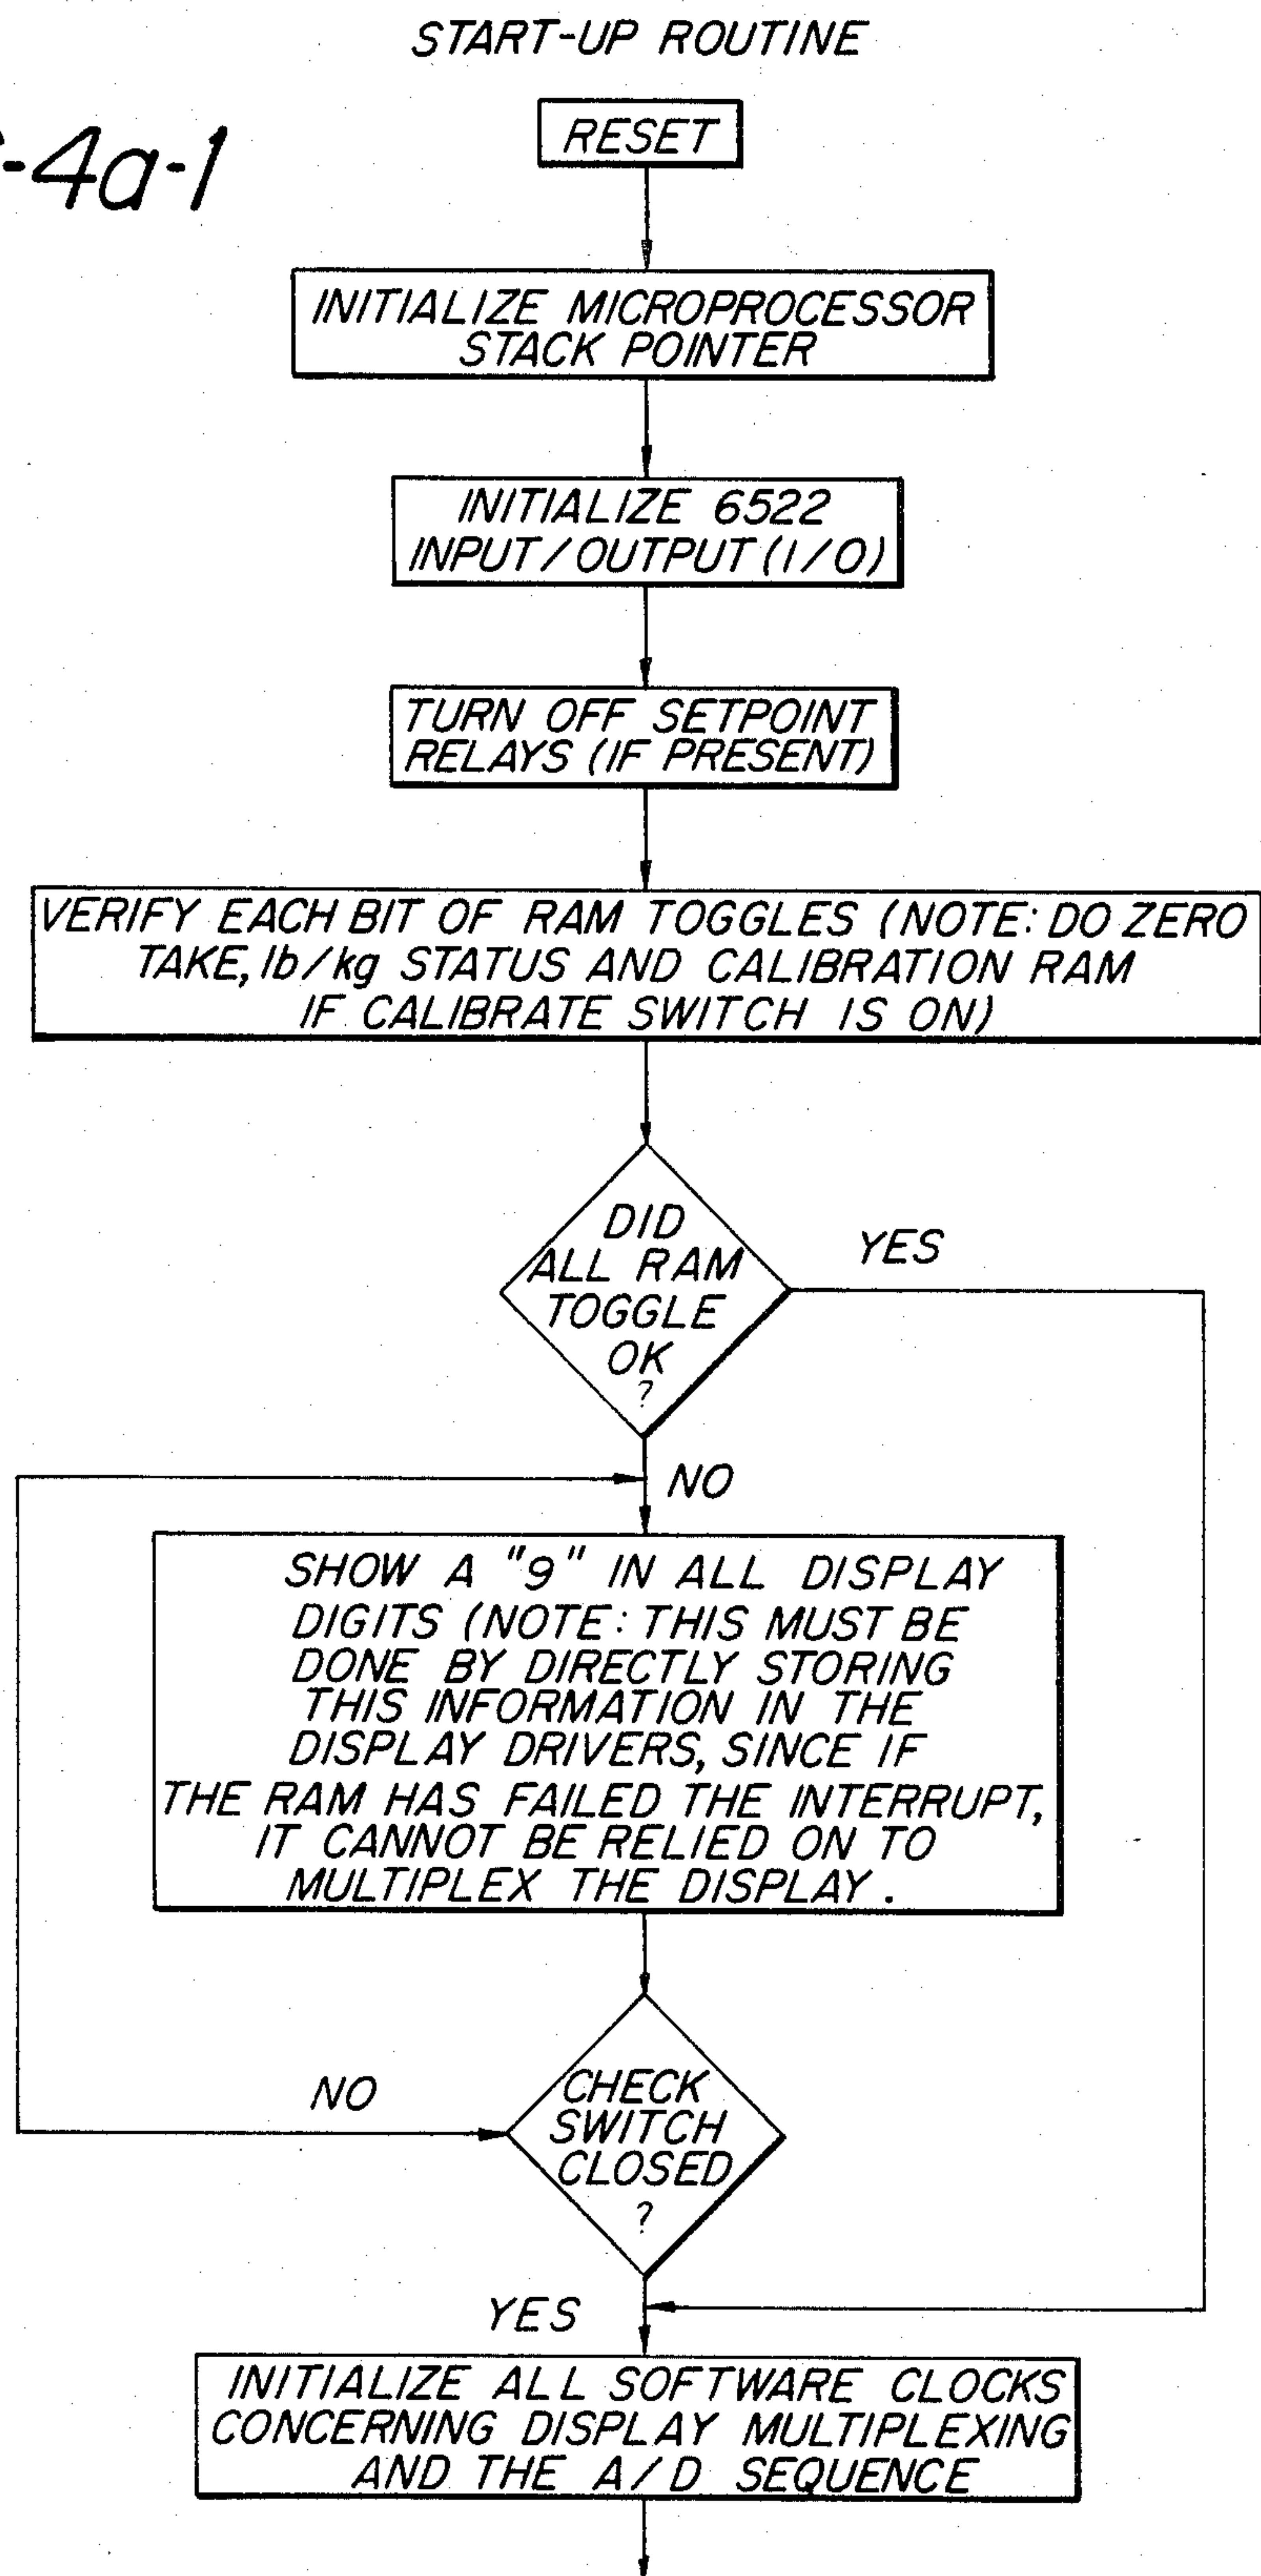 START-UP ROUTINE
-4a-1
RESET
INITIALIZE MICROPROCESSOR
STACK POINTER
INITIALIZE 6522
INPUT/OUTPUT (I/O)
TURN OFF SETPOINT
RELAYS (IF PRESENT)
VERIFY EACH BIT OF RAM TOGGLES (NOTE: DO ZERO
TAKE, lb/kg STATUS AND CALIBRATION RAM
IF CALIBRATE SWITCH IS ON)
DID
ALL RAM
TOGGLE
OK
?
YES
NO
SHOW A "9" IN ALL DISPLAY
DIGITS (NOTE: THIS MUST BE
DONE BY DIRECTLY STORING
THIS INFORMATION IN THE
DISPLAY DRIVERS, SINCE IF
THE RAM HAS FAILED THE INTERRUPT,
IT CANNOT BE RELIED ON TO
MULTIPLEX THE DISPLAY.
NO
CHECK
SWITCH
CLOSED
?
YES
INITIALIZE ALL SOFTWARE CLOCKS
CONCERNING DISPLAY MULTIPLEXING
AND THE A/D SEQUENCE